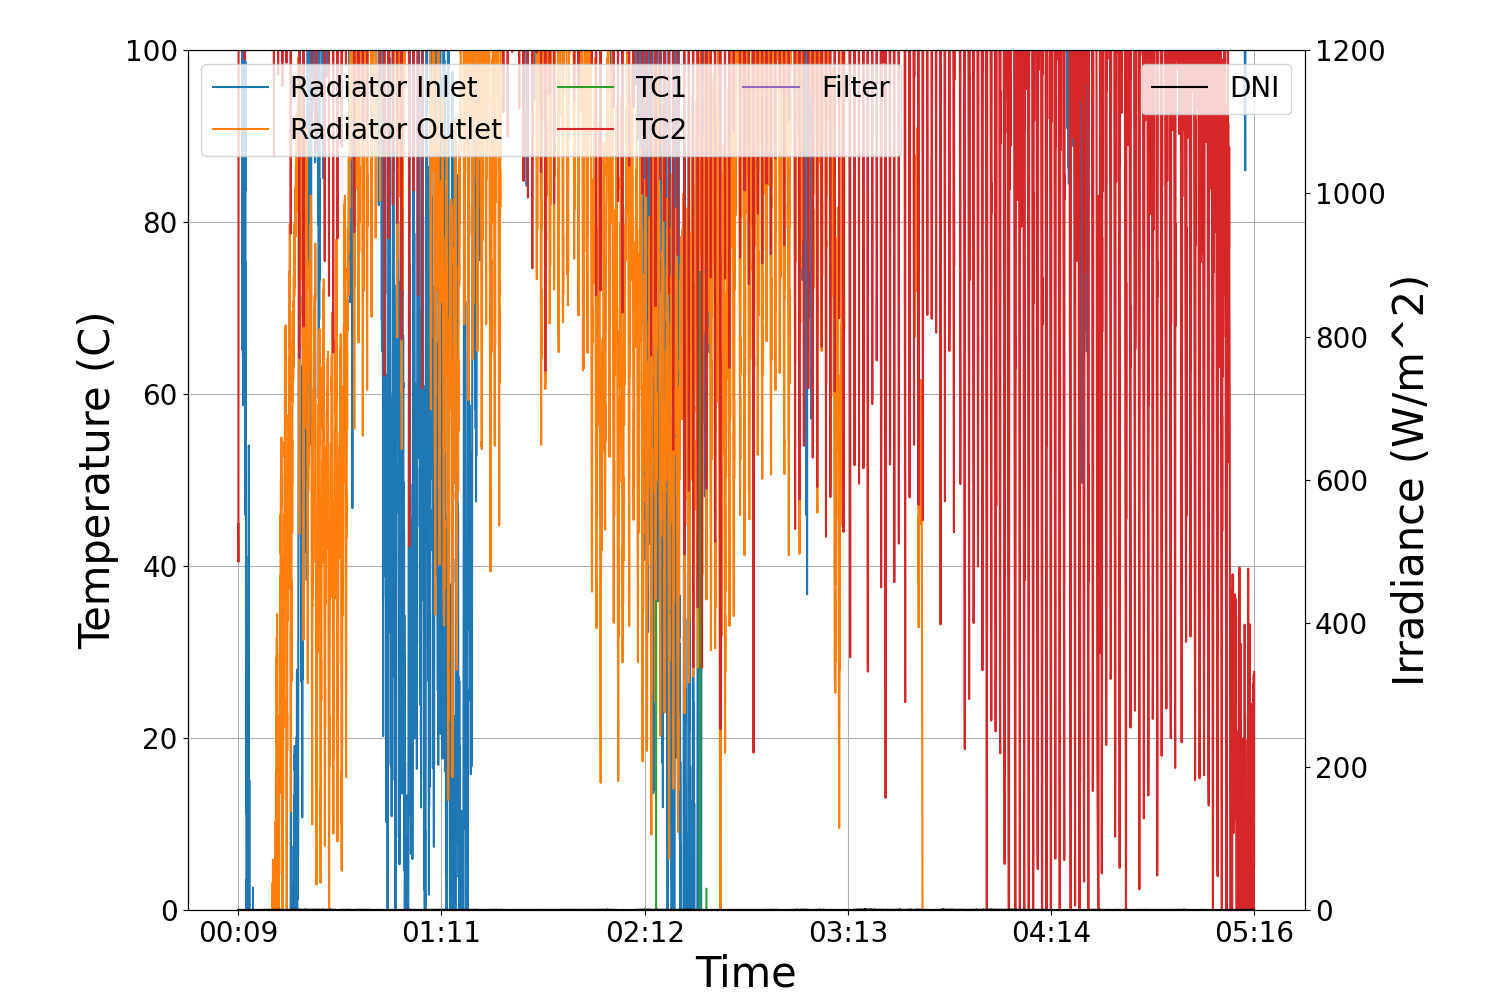 100
80
60
40
20
0
Temperature (C)
Radiator Inlet
Radiator Outlet
TC1
TC2
Filter
DNI
1200
1000
800
600
400
200
0
Irradiance (W/m^2)
00:09 01:11 02:12 03:13 04:14 05:16
Time